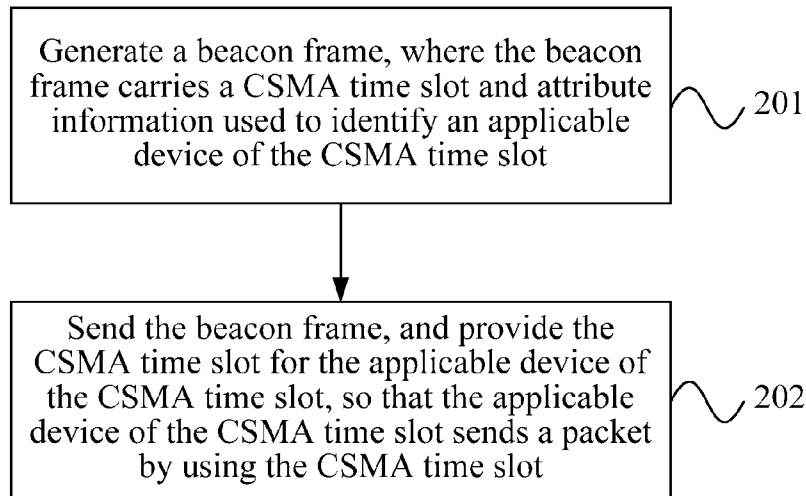 Generate a beacon frame, where the beacon
frame carries a CSMA time slot and attribute
information used to identify an applicable
device of the CSMA time slot
201
Send the beacon frame, and provide the
CSMA time slot for the applicable device of
the CSMA time slot, so that the applicable
device of the CSMA time slot sends a packet
by using the CSMA time slot
202